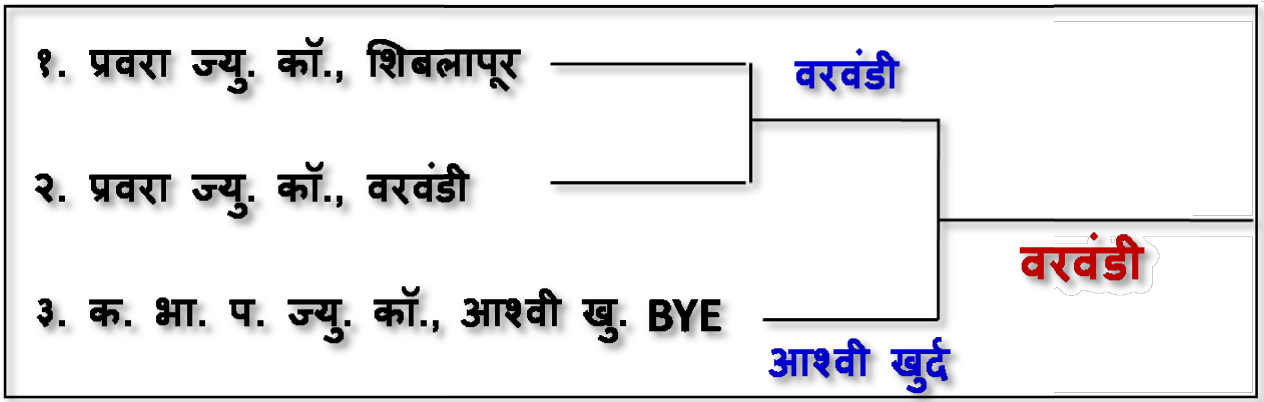 १. प्रवरा ज्यु. कॉ., शिबलापूर
वरवंडी
२. प्रवरा ज्यु. कॉ., वरवंडी
वरवंडी
३. क. भा. प. ज्यु. कॉ., आश्वी खु. BYE
आश्वी खुर्द